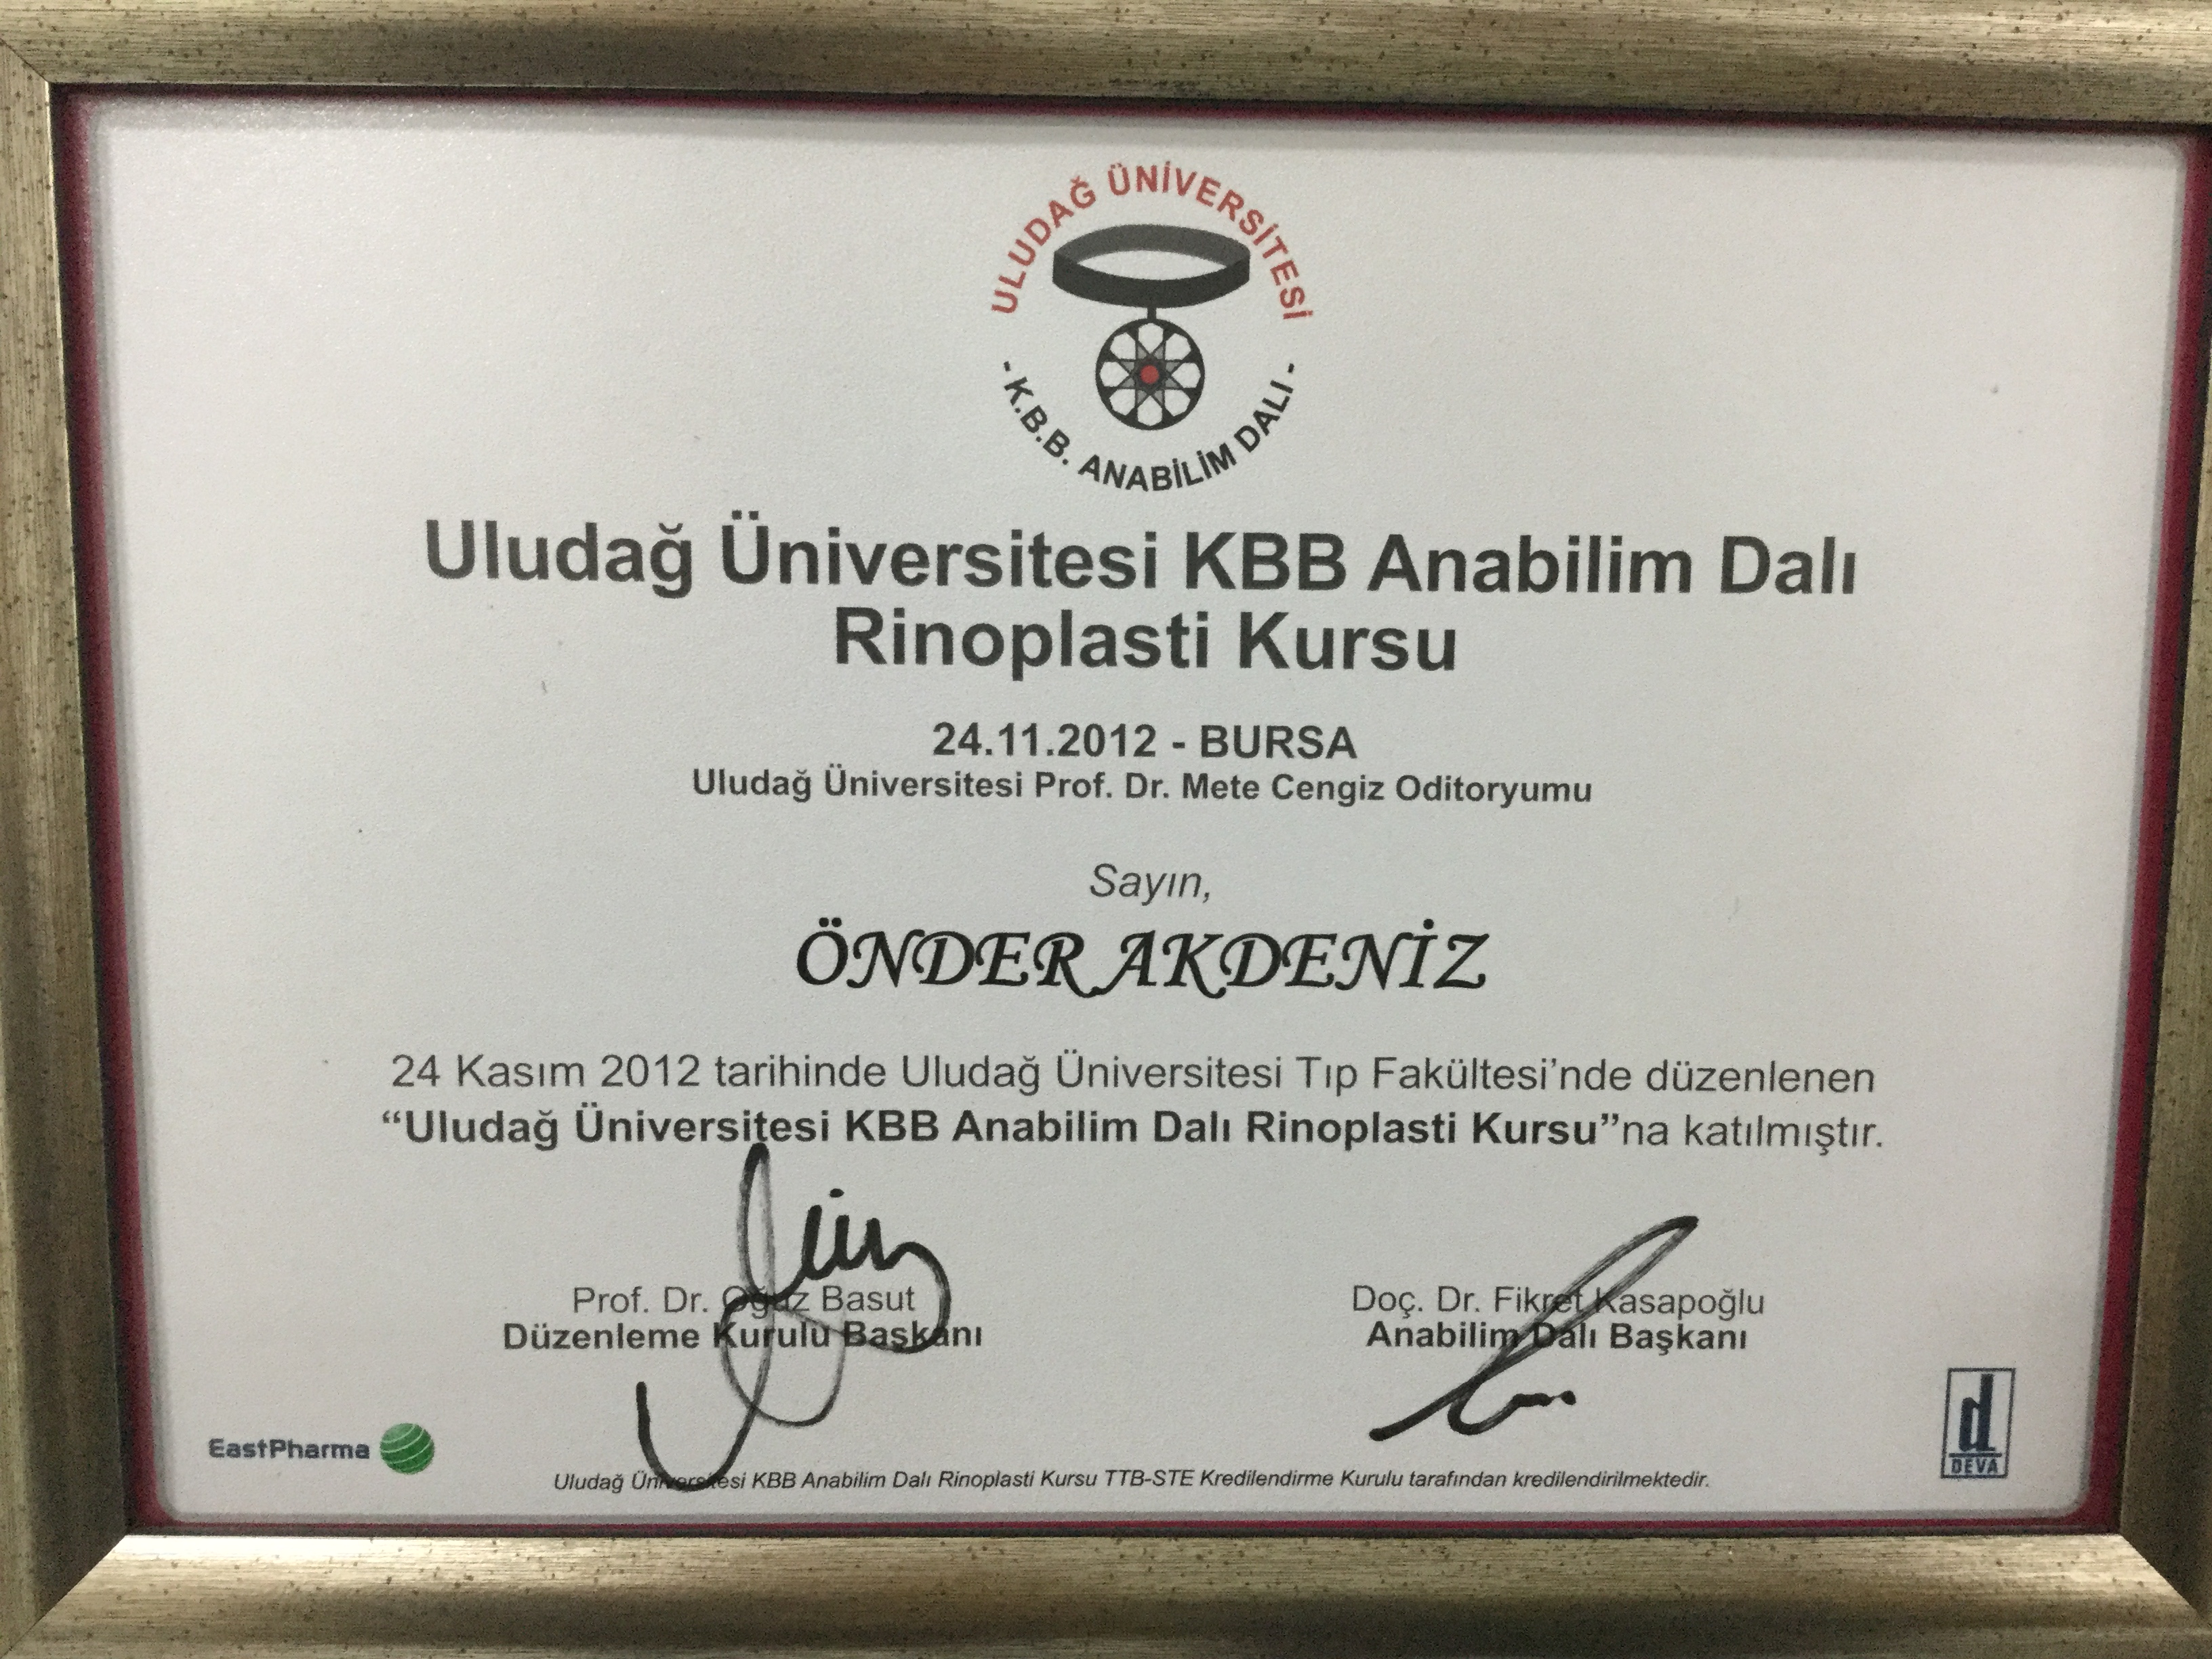 ULUDAĞ ÜNİVERSİTESİ
- K.B.B. ANABİLİM DALI -
Uludağ Üniversitesi KBB Anabilim Dalı
Rinoplasti Kursu
24.11.2012 - BURSA
Uludağ Üniversitesi Prof. Dr. Mete Cengiz Oditoryumu
Sayın,
ÖNDER AKDENİZ
24 Kasım 2012 tarihinde Uludağ Üniversitesi Tıp Fakültesi’nde düzenlenen
“Uludağ Üniversitesi KBB Anabilim Dalı Rinoplasti Kursu”na katılmıştır.
Prof. Dr. Oğuz Basut
Düzenleme Kurulu Başkanı
Doç. Dr. Fikret Kasapoğlu
Anabilim Dalı Başkanı
EastPharma
d
DEVA
Uludağ Üniversitesi KBB Anabilim Dalı Rinoplasti Kursu TTB-STE Kredilendirme Kurulu tarafından kredilendirilmektedir.